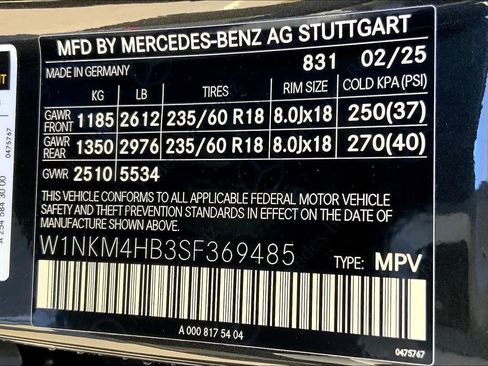 MFD BY MERCEDES-BENZ AG STUTTGART
MADE IN GERMANY 831 02/25
KG LB TIRES RIM SIZE COLD KPA(PSI)
GAWR FRONT 1185 2612 235/60 R18 8.0Jx18 250(37)
GAWR REAR 1350 2976 235/60 R18 8.0Jx18 270(40)
GVWR 2510 5534
THIS VEHICLE CONFORMS TO ALL APPLICABLE FEDERAL MOTOR VEHICLE
SAFETY AND THEFT PREVENTION STANDARDS IN EFFECT ON THE DATE
OF MANUFACTURE SHOWN ABOVE.
W1NKM4HB3SF369485 TYPE: MPV
A 000 817 54 04
0475767
0475767
A 254 584 30 00